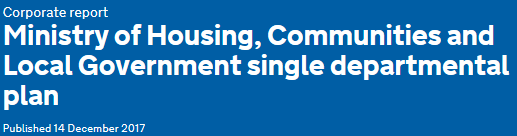 Corporate report
Ministry of Housing, Communities and
Local Government single departmental
plan
Published 14 December 2017